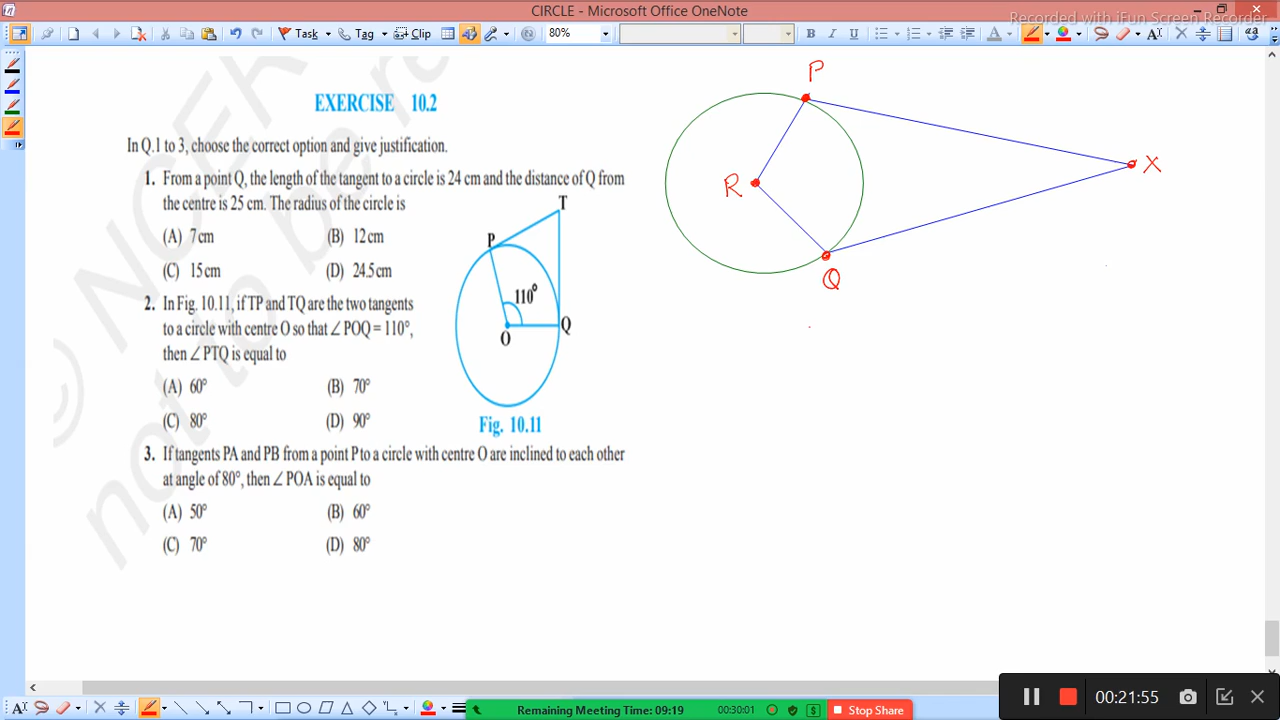 CIRCLE - Microsoft Office OneNote
Recorded with iFun Screen Recorder
Task
Tag
Clip
80%
B I U
EXERCISE 10.2
In Q.1 to 3, choose the correct option and give justification.
1. From a point Q, the length of the tangent to a circle is 24 cm and the distance of Q from
the centre is 25 cm. The radius of the circle is
(A) 7 cm (B) 12 cm
(C) 15 cm (D) 24.5 cm
2. In Fig. 10.11, if TP and TQ are the two tangents
to a circle with centre O so that ∠ POQ = 110°,
then ∠ PTQ is equal to
(A) 60° (B) 70°
(C) 80° (D) 90°
T
P
110°
O
Q
Fig. 10.11
3. If tangents PA and PB from a point P to a circle with centre O are inclined to each other
at angle of 80°, then ∠ POA is equal to
(A) 50° (B) 60°
(C) 70° (D) 80°
P
R
X
Q
not to be re
Remaining Meeting Time: 09:19
00:30:01
Stop Share
00:21:55